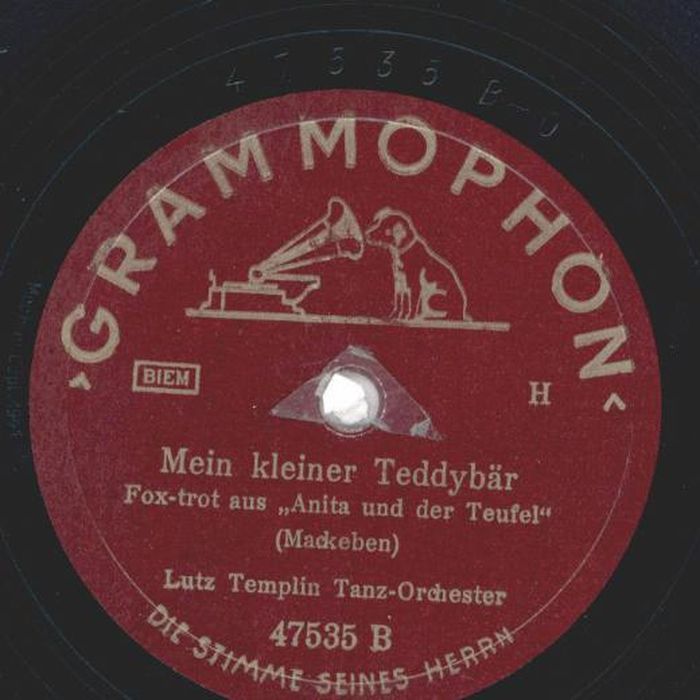 47535 B-0
GRAMMOPHON
BIEM
H
Mein kleiner Teddybär
Fox-trot aus „Anita und der Teufel“
(Mackeben)
Lutz Templin Tanz-Orchester
47535 B
DIE STIMME SEINES HERRN